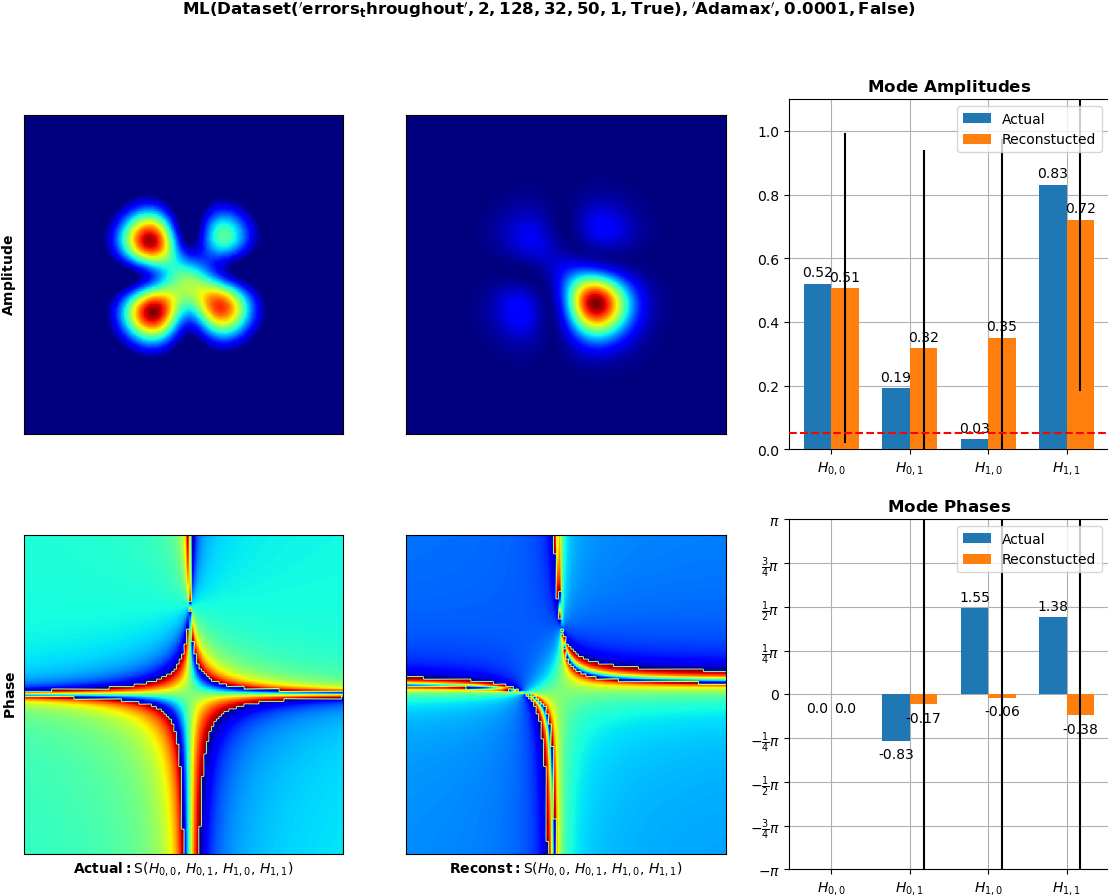 ML(Dataset('errors_throughout', 2, 128, 32, 50, 1, True), 'Adamax', 0.0001, False)
Amplitude
Mode Amplitudes
Actual
Reconstucted
1.0
0.8
0.6
0.4
0.2
0.0
0.52
0.51
0.19
0.32
0.03
0.35
0.83
0.72
H0,0
H0,1
H1,0
H1,1
Phase
Actual: S(H0,0, H0,1, H1,0, H1,1)
Reconst: S(H0,0, H0,1, H1,0, H1,1)
Mode Phases
Actual
Reconstucted
π
3/4π
1/2π
1/4π
0
−1/4π
−1/2π
−3/4π
−π
0.0
0.0
-0.83
-0.17
1.55
-0.06
1.38
-0.38
H0,0
H0,1
H1,0
H1,1